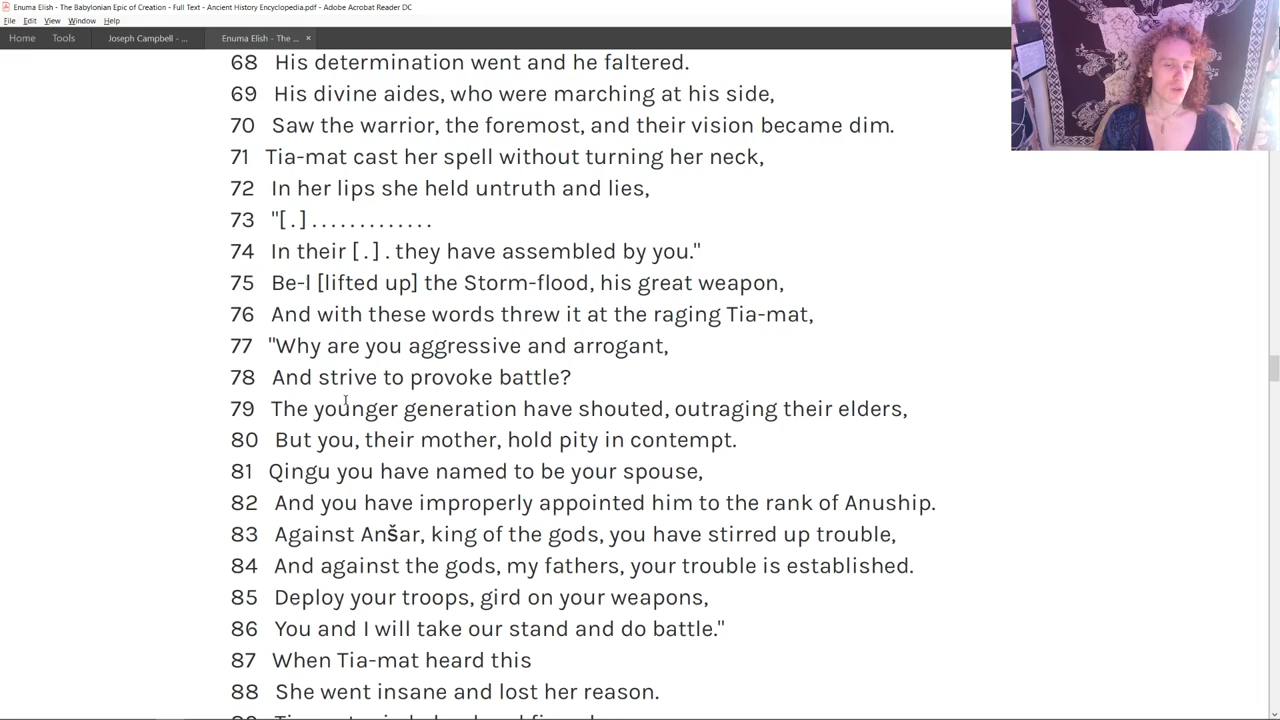 Enuma Elish - The Babylonian Epic of Creation - Full Text - Ancient History Encyclopedia.pdf - Adobe Acrobat Reader DC
File Edit View Window Help
Home Tools Joseph Campbell - ... Enuma Elish - The ... ×
68 His determination went and he faltered.
69 His divine aides, who were marching at his side,
70 Saw the warrior, the foremost, and their vision became dim.
71 Tia-mat cast her spell without turning her neck,
72 In her lips she held untruth and lies,
73 "[ . ] . . . . . . . . . . . . .
74 In their [ . ] . they have assembled by you."
75 Be-l [lifted up] the Storm-flood, his great weapon,
76 And with these words threw it at the raging Tia-mat,
77 "Why are you aggressive and arrogant,
78 And strive to provoke battle?
79 The younger generation have shouted, outraging their elders,
80 But you, their mother, hold pity in contempt.
81 Qingu you have named to be your spouse,
82 And you have improperly appointed him to the rank of Anuship.
83 Against Anšar, king of the gods, you have stirred up trouble,
84 And against the gods, my fathers, your trouble is established.
85 Deploy your troops, gird on your weapons,
86 You and I will take our stand and do battle."
87 When Tia-mat heard this
88 She went insane and lost her reason.